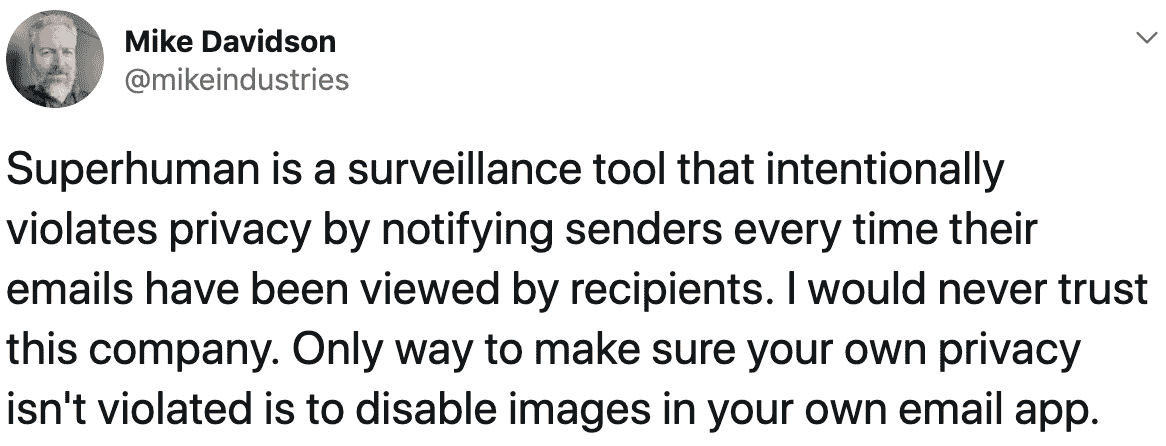 Mike Davidson
@mikeindustries
Superhuman is a surveillance tool that intentionally
violates privacy by notifying senders every time their
emails have been viewed by recipients. I would never trust
this company. Only way to make sure your own privacy
isn't violated is to disable images in your own email app.